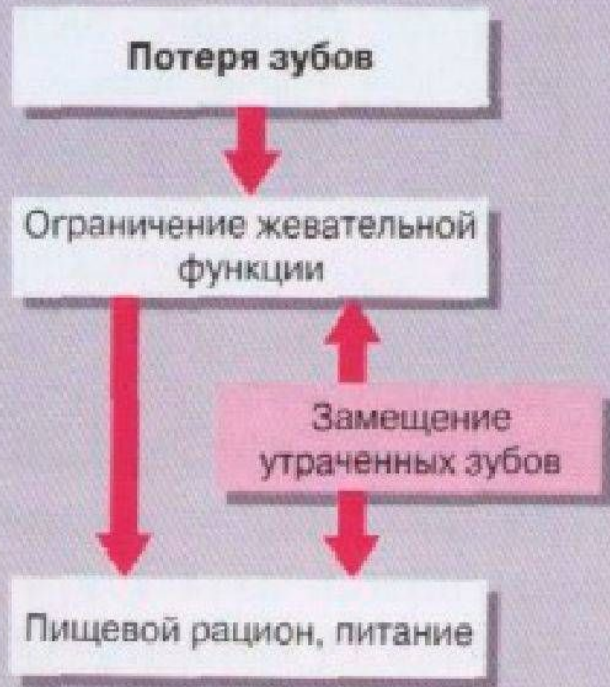 Потеря зубов
Ограничение жевательной
функции
Замещение
утраченных зубов
Пищевой рацион, питание